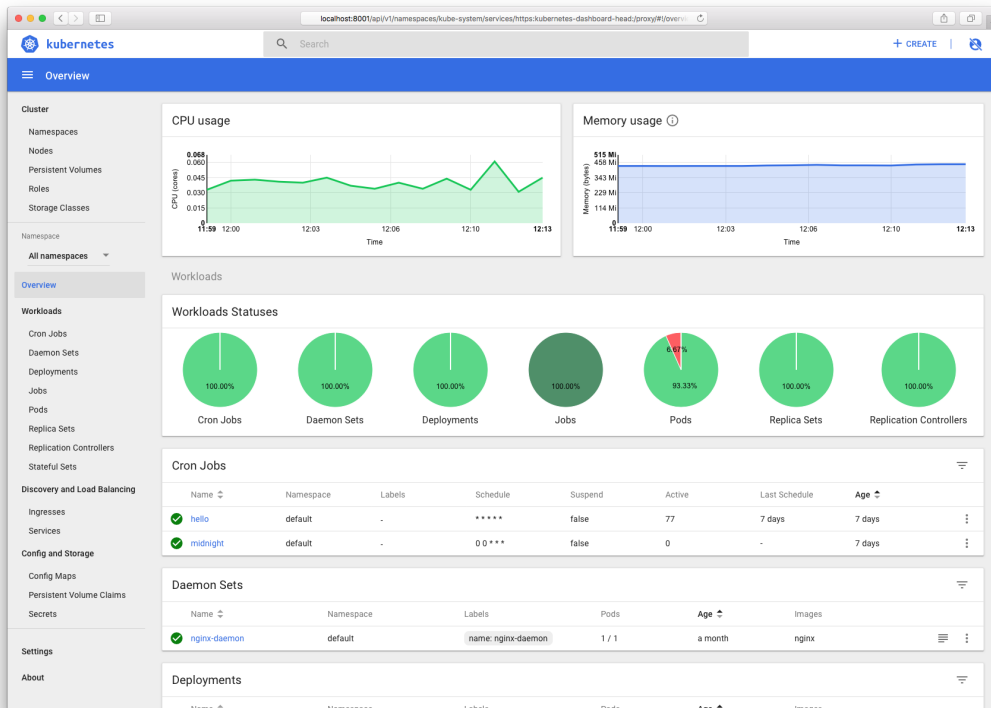 localhost:8001/api/v1/namespaces/kube-system/services/https:kubernetes-dashboard-head:/proxy/#!/overvi
kubernetes
Search
+ CREATE
Overview
Cluster
Namespaces
Nodes
Persistent Volumes
Roles
Storage Classes
Namespace
All namespaces
Overview
Workloads
Cron Jobs
Daemon Sets
Deployments
Jobs
Pods
Replica Sets
Replication Controllers
Stateful Sets
Discovery and Load Balancing
Ingresses
Services
Config and Storage
Config Maps
Persistent Volume Claims
Secrets
Settings
About
CPU usage
CPU (cores)
0.068
0.060
0.045
0.030
0.015
0
11:59 12:00 12:03 12:06 12:10 12:13
Time
Memory usage
Memory (bytes)
515 Mi
458 Mi
343 Mi
229 Mi
114 Mi
0
11:59 12:00 12:03 12:06 12:10 12:13
Time
Workloads
Workloads Statuses
6.67%
100.00% 100.00% 100.00% 100.00% 93.33% 100.00% 100.00%
Cron Jobs Daemon Sets Deployments Jobs Pods Replica Sets Replication Controllers
Cron Jobs
Name Namespace Labels Schedule Suspend Active Last Schedule Age
hello default - * * * * * false 77 7 days 7 days
midnight default - 0 0 * * * false 0 - 7 days
Daemon Sets
Name Namespace Labels Pods Age Images
nginx-daemon default name: nginx-daemon 1 / 1 a month nginx
Deployments
Name Namespace Labels Pods Age Images